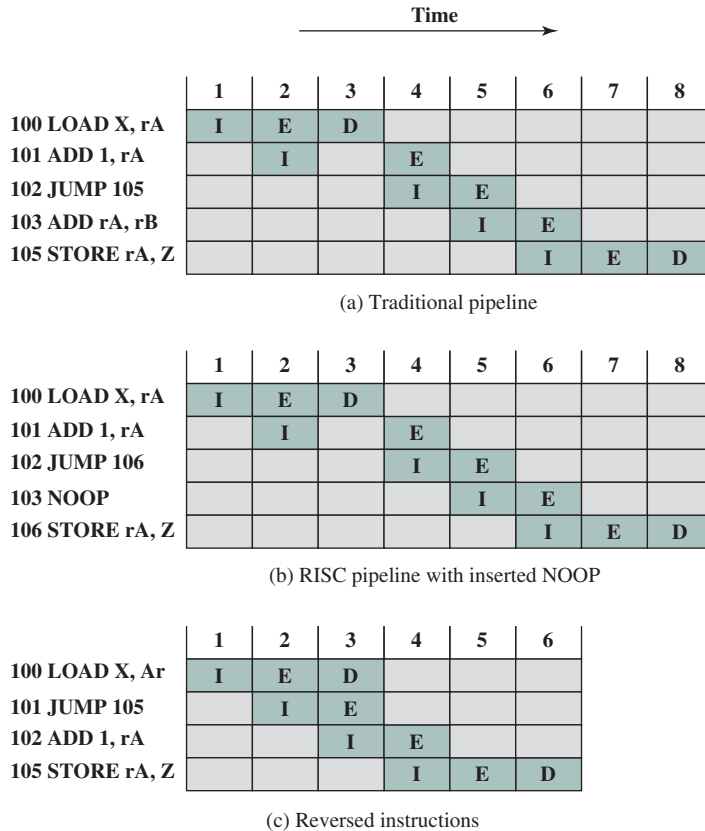 Time
1 2 3 4 5 6 7 8
100 LOAD X, rA I E D
101 ADD 1, rA I E
102 JUMP 105 I E
103 ADD rA, rB I E
105 STORE rA, Z I E D
(a) Traditional pipeline
1 2 3 4 5 6 7 8
100 LOAD X, rA I E D
101 ADD 1, rA I E
102 JUMP 106 I E
103 NOOP I E
106 STORE rA, Z I E D
(b) RISC pipeline with inserted NOOP
1 2 3 4 5 6
100 LOAD X, Ar I E D
101 JUMP 105 I E
102 ADD 1, rA I E
105 STORE rA, Z I E D
(c) Reversed instructions